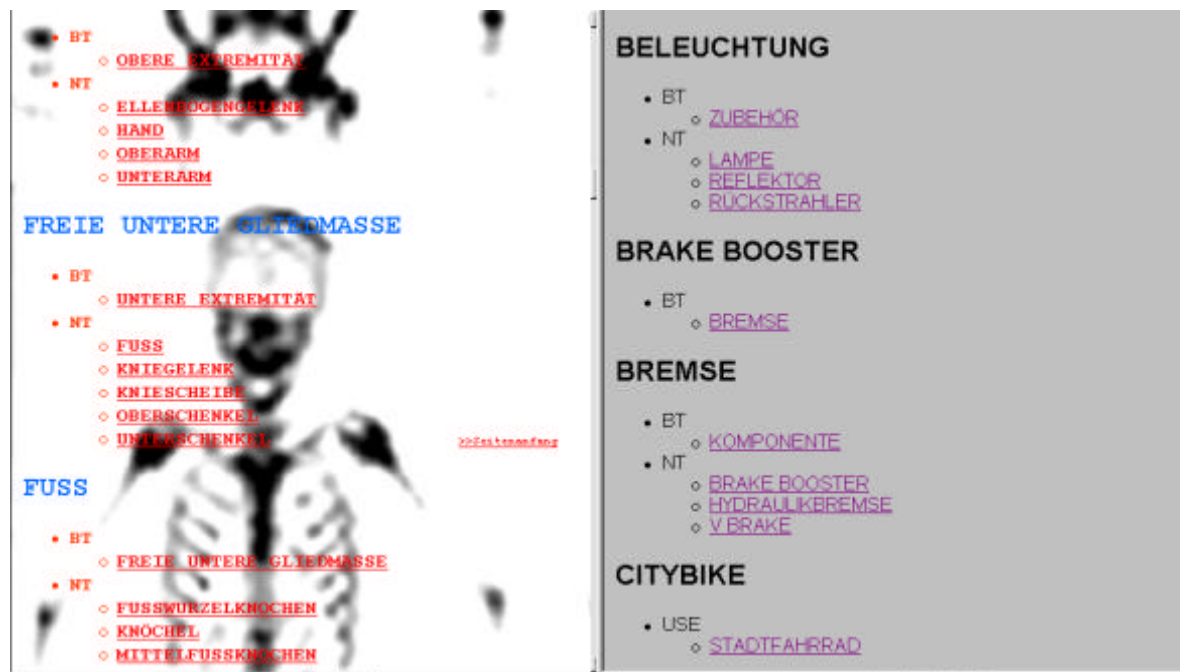 BT
OBERE EXTREMITÄT
NT
ELLENBOGENGELENK
HAND
OBERARM
UNTERARM
FREIE UNTERE GLIEDMASSE
BT
UNTERE EXTREMITÄT
NT
FUSS
KNIEGELENK
KNIESCHEIBE
OBERSCHENKEL
UNTERSCHENKEL
>>Seitenanfang
FUSS
BT
FREIE UNTERE GLIEDMASSE
NT
FUSSWURZELKNOCHEN
KNÖCHEL
MITTELFUSSKNOCHEN
BELEUCHTUNG
BT
ZUBEHÖR
NT
LAMPE
REFLEKTOR
RÜCKSTRAHLER
BRAKE BOOSTER
BT
BREMSE
BREMSE
BT
KOMPONENTE
NT
BRAKE BOOSTER
HYDRAULIKBREMSE
V BRAKE
CITYBIKE
USE
STADTFAHRRAD